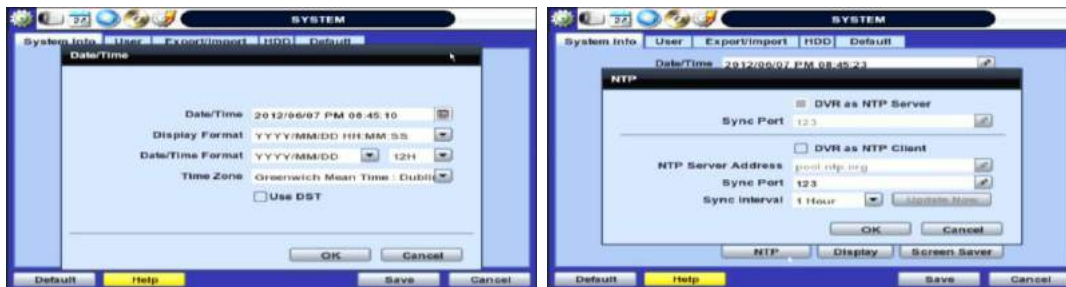 SYSTEM
System Info User Export/Import HDD Default
Date/Time
Date/Time 2012/06/07 PM 08:45:10
Display Format YYYY/MM/DD HH:MM:SS
Date/Time Format YYYY/MM/DD 12H
Time Zone Greenwich Mean Time : Dublin
Use DST
OK Cancel
Default Help Save Cancel
SYSTEM
System Info User Export/Import HDD Default
Date/Time 2012/06/07 PM 08:45:23
NTP
DVR as NTP Server
Sync Port 123
DVR as NTP Client
NTP Server Address pool.ntp.org
Sync Port 123
Sync Interval 1 Hour Update Now
OK Cancel
NTP Display Screen Saver
Default Help Save Cancel